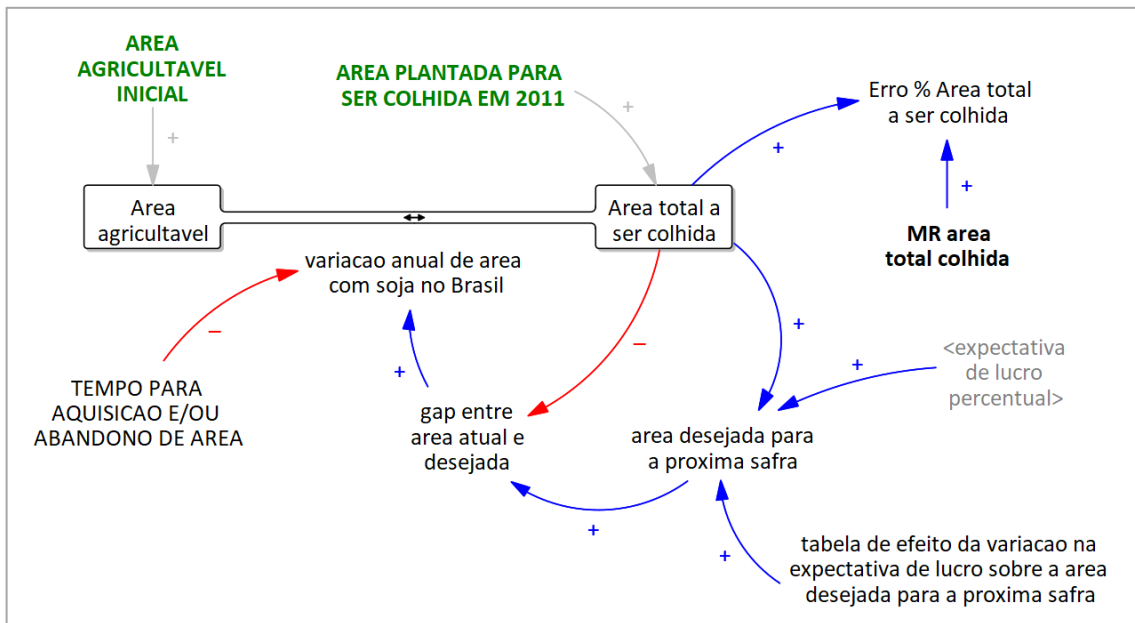 AREA
AGRICULTAVEL
INICIAL
AREA PLANTADA PARA
SER COLHIDA EM 2011
Erro % Area total
a ser colhida
+
+
+
+
Area
agricultavel
Area total a
ser colhida
MR area
total colhida
variacao anual de area
com soja no Brasil
–
–
+
+
+
<expectativa
de lucro
percentual>
TEMPO PARA
AQUISICAO E/OU
ABANDONO DE AREA
gap entre
area atual e
desejada
area desejada para
a proxima safra
+
+
tabela de efeito da variacao na
expectativa de lucro sobre a area
desejada para a proxima safra